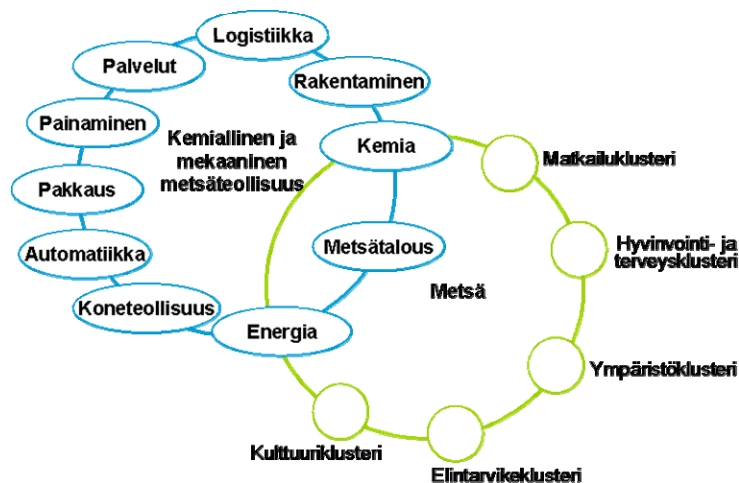 Logistiikka
Palvelut
Rakentaminen
Painaminen
Kemiallinen ja
mekaaninen
metsäteollisuus
Kemia
Matkailuklusteri
Pakkaus
Automatiikka
Metsätalous
Hyvinvointi- ja
terveysklusteri
Metsä
Koneteollisuus
Energia
Ympäristöklusteri
Kulttuuriklusteri
Elintarvikeklusteri